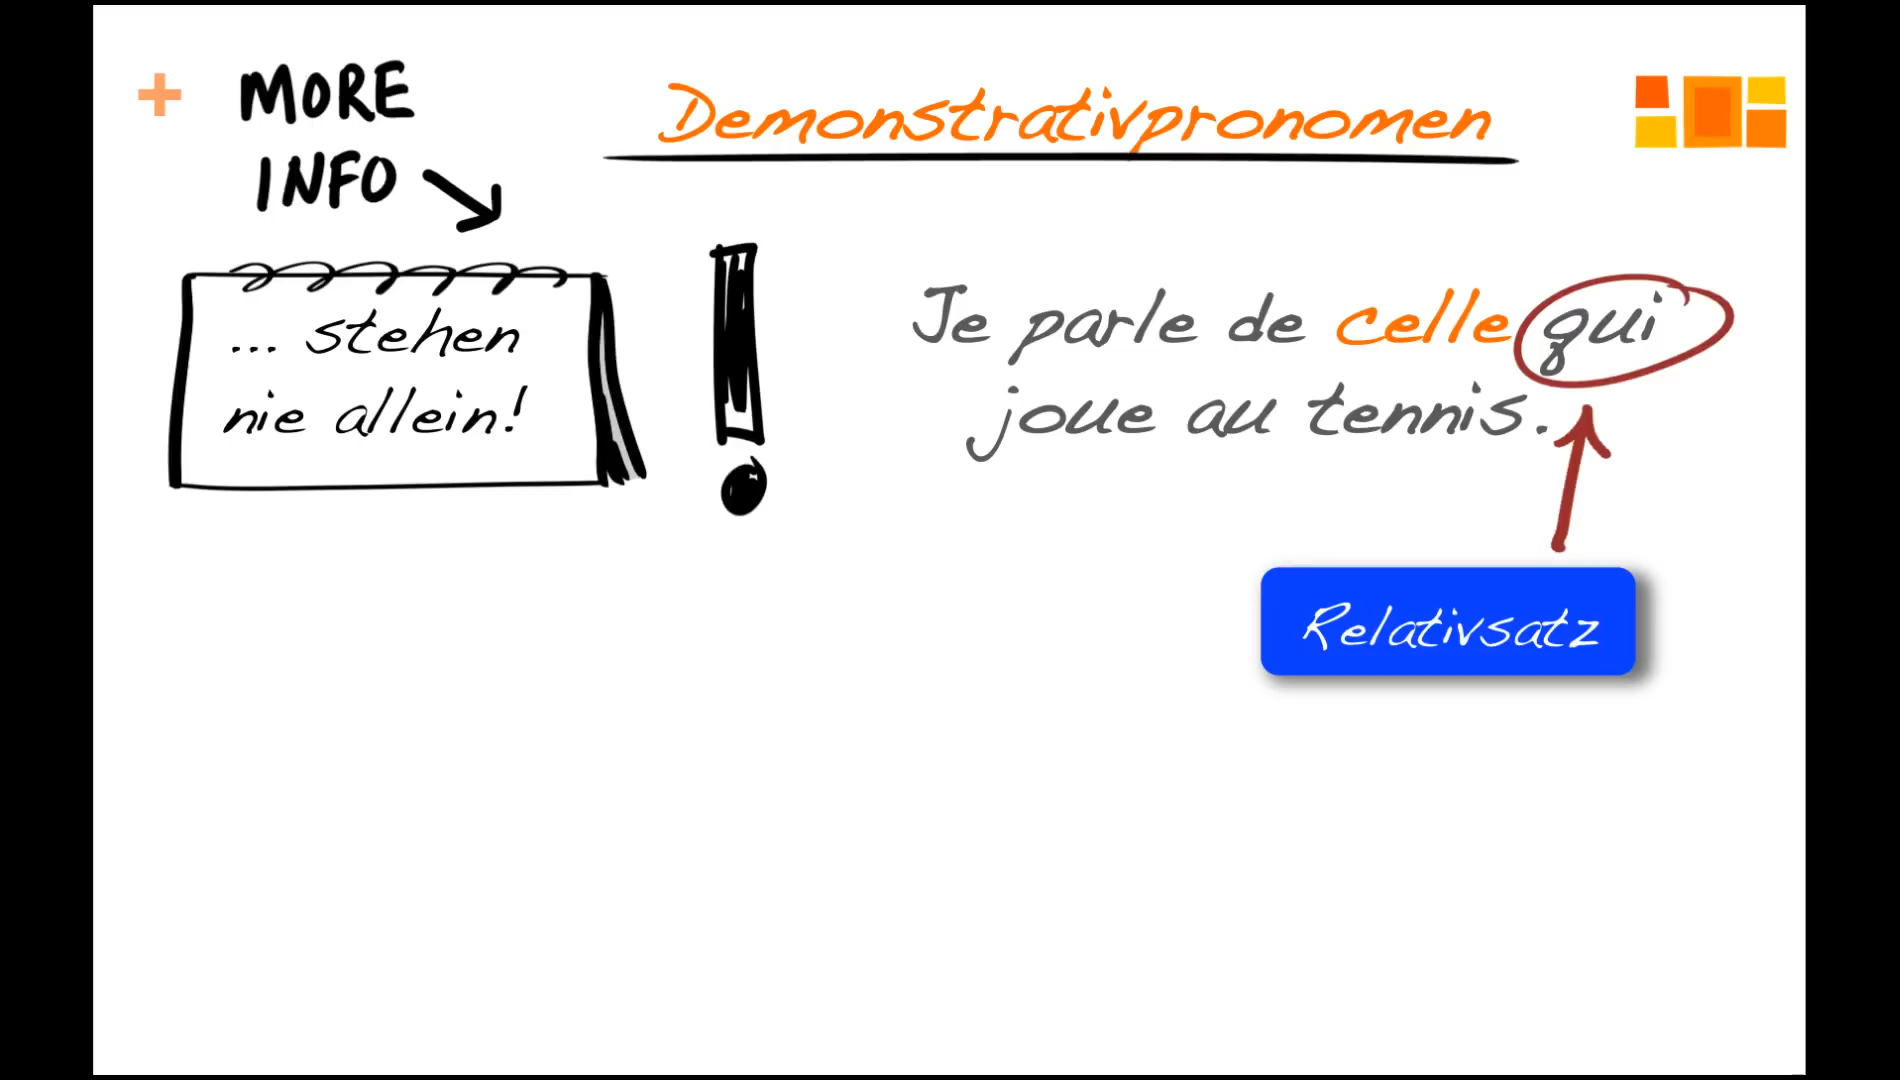 + MORE
INFO
Demonstrativpronomen
... stehen
nie allein!
Je parle de celle qui
joue au tennis.
Relativsatz